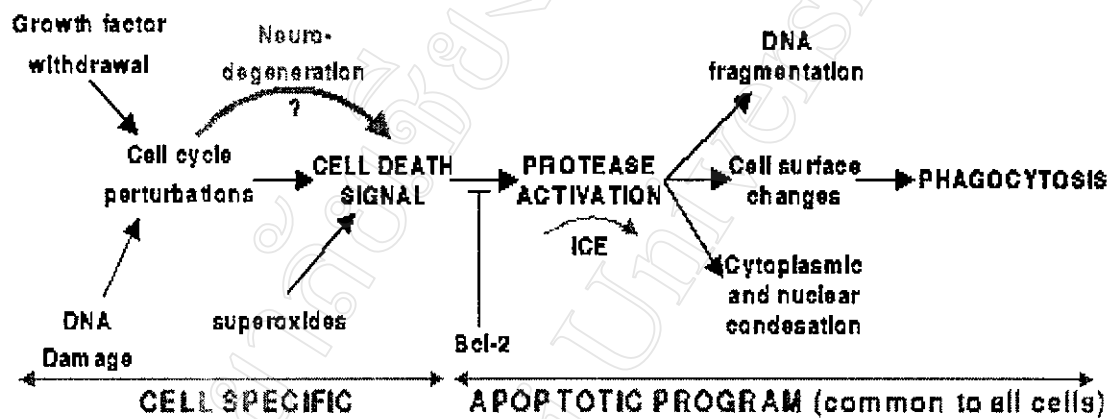 Growth factor
withdrawal
Neuro-
degeneration
?
Cell cycle
perturbations
CELL DEATH
SIGNAL
PROTEASE
ACTIVATION
ICE
DNA
fragmentation
Cell surface
changes
PHAGOCYTOSIS
Cytoplasmic
and nuclear
condesation
DNA
Damage
superoxides
Bcl-2
CELL SPECIFIC
APOPTOTIC PROGRAM (common to all cells)